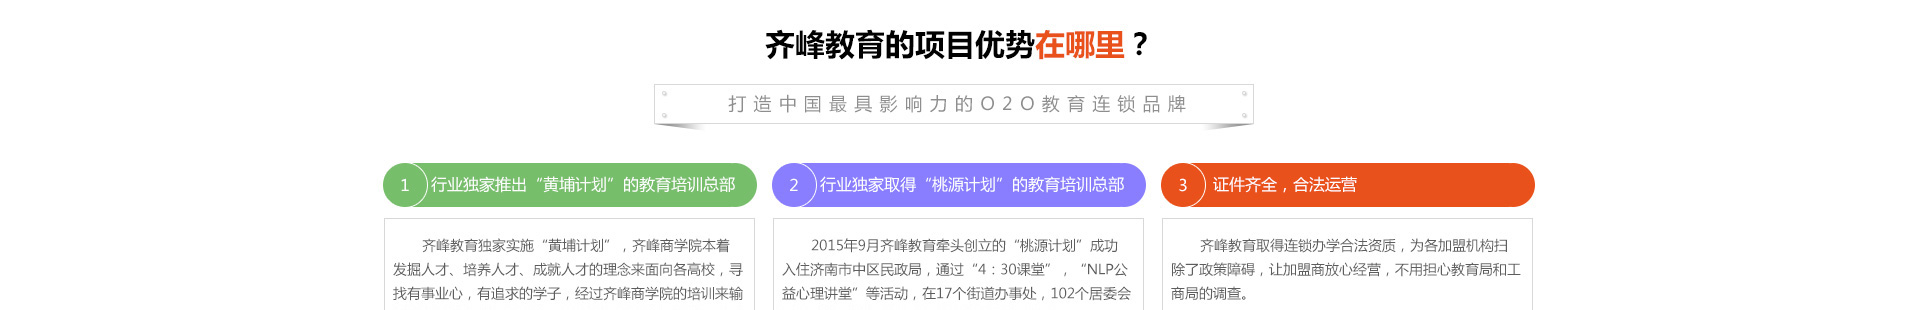 齐峰教育的项目优势在哪里？
打造中国最具影响力的O2O教育连锁品牌
1 行业独家推出“黄埔计划”的教育培训总部
齐峰教育独家实施“黄埔计划”，齐峰商学院本着
发掘人才、培养人才、成就人才的理念来面向各高校，寻
找有事业心，有追求的学子，经过齐峰商学院的培训来输
2 行业独家取得“桃源计划”的教育培训总部
2015年9月齐峰教育牵头创立的“桃源计划”成功
入住济南市中区民政局，通过“4：30课堂”，“NLP公
益心理讲堂”等活动，在17个街道办事处，102个居委会
3 证件齐全，合法运营
齐峰教育取得连锁办学合法资质，为各加盟机构扫
除了政策障碍，让加盟商放心经营，不用担心教育局和工
商局的调查。